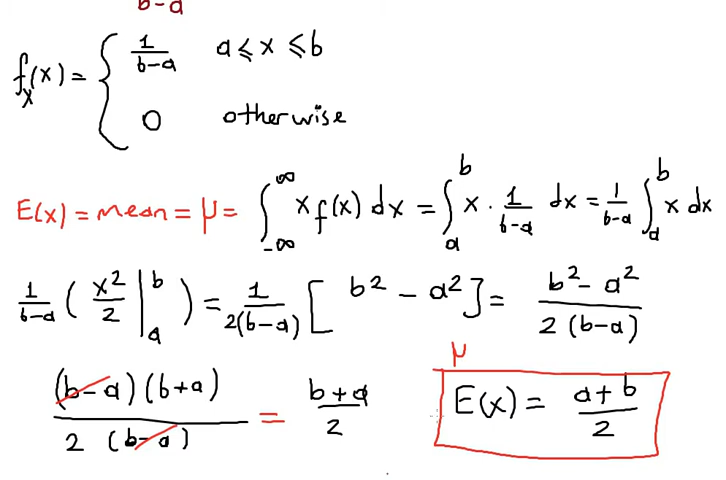 b-a
f_X(x) = { 1/(b-a) a ≤ x ≤ b
0 otherwise
E(x) = mean = μ = ∫_{-∞}^{∞} x f(x) dx = ∫_a^b x · 1/(b-a) dx = 1/(b-a) ∫_a^b x dx
1/(b-a) ( x²/2 |_a^b ) = 1/(2(b-a)) [ b² - a² ] = (b² - a²)/(2 (b-a))
(b-a)(b+a)/(2 (b-a)) = (b+a)/2
μ
E(x) = (a+b)/2